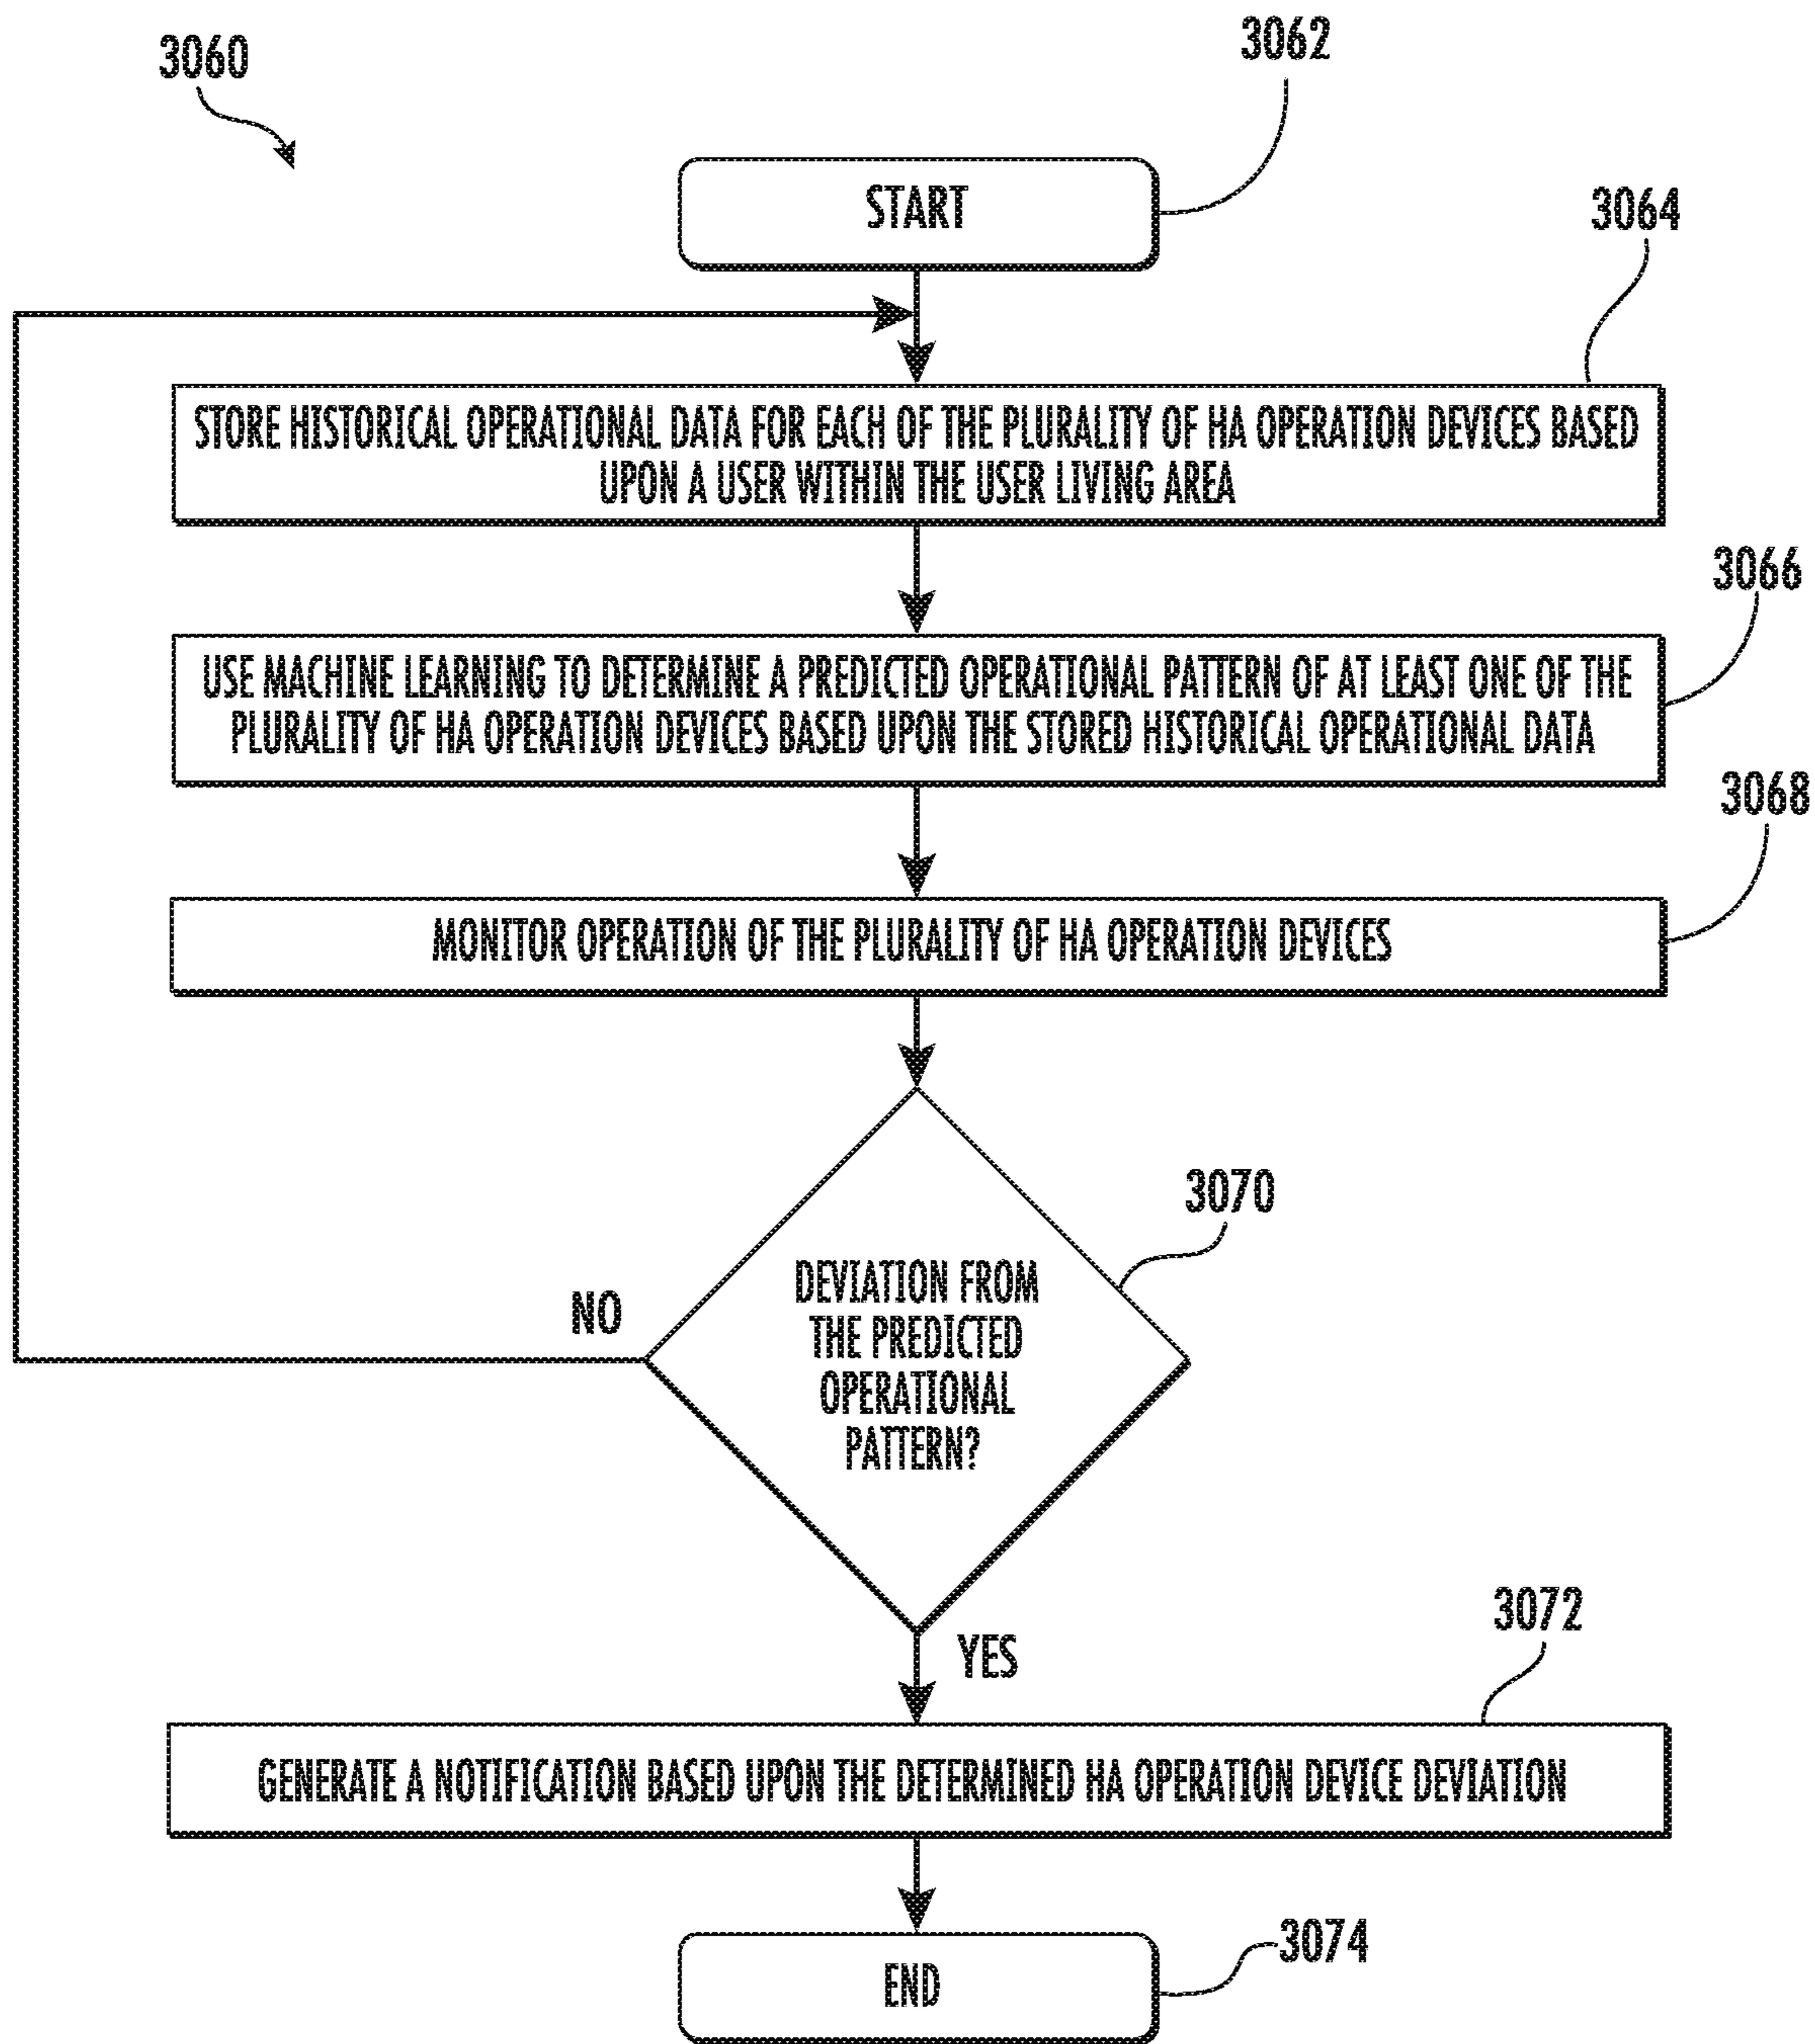 3060
3062
START
3064
STORE HISTORICAL OPERATIONAL DATA FOR EACH OF THE PLURALITY OF HA OPERATION DEVICES BASED
UPON A USER WITHIN THE USER LIVING AREA
3066
USE MACHINE LEARNING TO DETERMINE A PREDICTED OPERATIONAL PATTERN OF AT LEAST ONE OF THE
PLURALITY OF HA OPERATION DEVICES BASED UPON THE STORED HISTORICAL OPERATIONAL DATA
3068
MONITOR OPERATION OF THE PLURALITY OF HA OPERATION DEVICES
3070
DEVIATION FROM
THE PREDICTED
OPERATIONAL
PATTERN?
NO
YES
3072
GENERATE A NOTIFICATION BASED UPON THE DETERMINED HA OPERATION DEVICE DEVIATION
3074
END